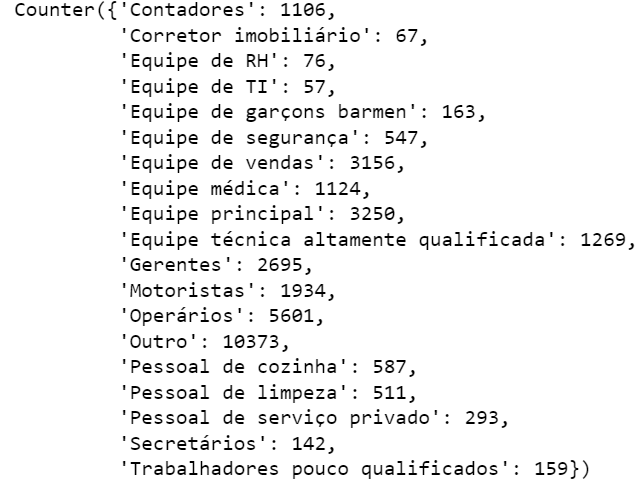 Counter({'Contadores': 1106,
'Corretor imobiliário': 67,
'Equipe de RH': 76,
'Equipe de TI': 57,
'Equipe de garçons barmen': 163,
'Equipe de segurança': 547,
'Equipe de vendas': 3156,
'Equipe médica': 1124,
'Equipe principal': 3250,
'Equipe técnica altamente qualificada': 1269,
'Gerentes': 2695,
'Motoristas': 1934,
'Operários': 5601,
'Outro': 10373,
'Pessoal de cozinha': 587,
'Pessoal de limpeza': 511,
'Pessoal de serviço privado': 293,
'Secretários': 142,
'Trabalhadores pouco qualificados': 159})